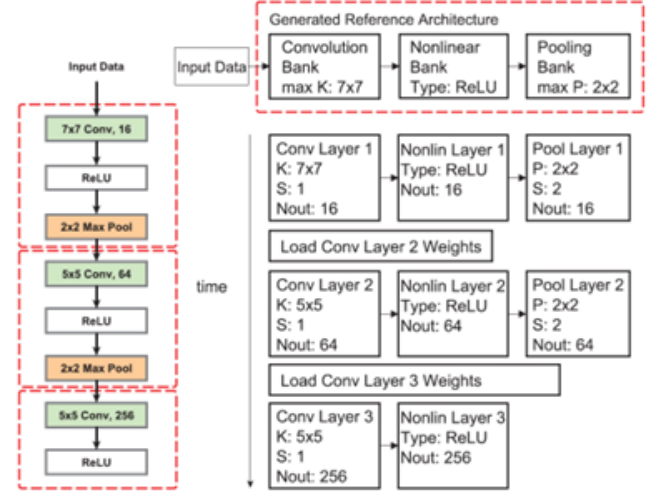 Input Data
7x7 Conv, 16
ReLU
2x2 Max Pool
5x5 Conv, 64
ReLU
2x2 Max Pool
5x5 Conv, 256
ReLU
Generated Reference Architecture
Input Data
Convolution
Bank
max K: 7x7
Nonlinear
Bank
Type: ReLU
Pooling
Bank
max P: 2x2
time
Conv Layer 1
K: 7x7
S: 1
Nout: 16
Nonlin Layer 1
Type: ReLU
Nout: 16
Pool Layer 1
P: 2x2
S: 2
Nout: 16
Load Conv Layer 2 Weights
Conv Layer 2
K: 5x5
S: 1
Nout: 64
Nonlin Layer 2
Type: ReLU
Nout: 64
Pool Layer 2
P: 2x2
S: 2
Nout: 64
Load Conv Layer 3 Weights
Conv Layer 3
K: 5x5
S: 1
Nout: 256
Nonlin Layer 3
Type: ReLU
Nout: 256